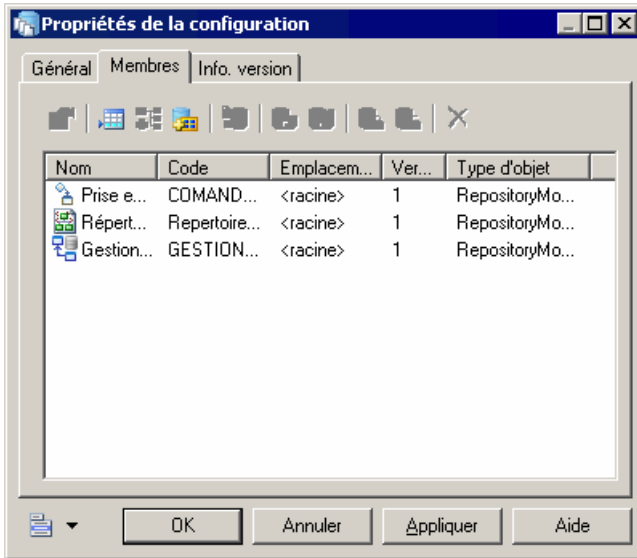 Propriétés de la configuration
Général Membres Info. version
Nom Code Emplacem... Ver... Type d'objet
Prise e... COMAND... <racine> 1 RepositoryMo...
Répert... Repertoire... <racine> 1 RepositoryMo...
Gestion... GESTION... <racine> 1 RepositoryMo...
OK Annuler Appliquer Aide